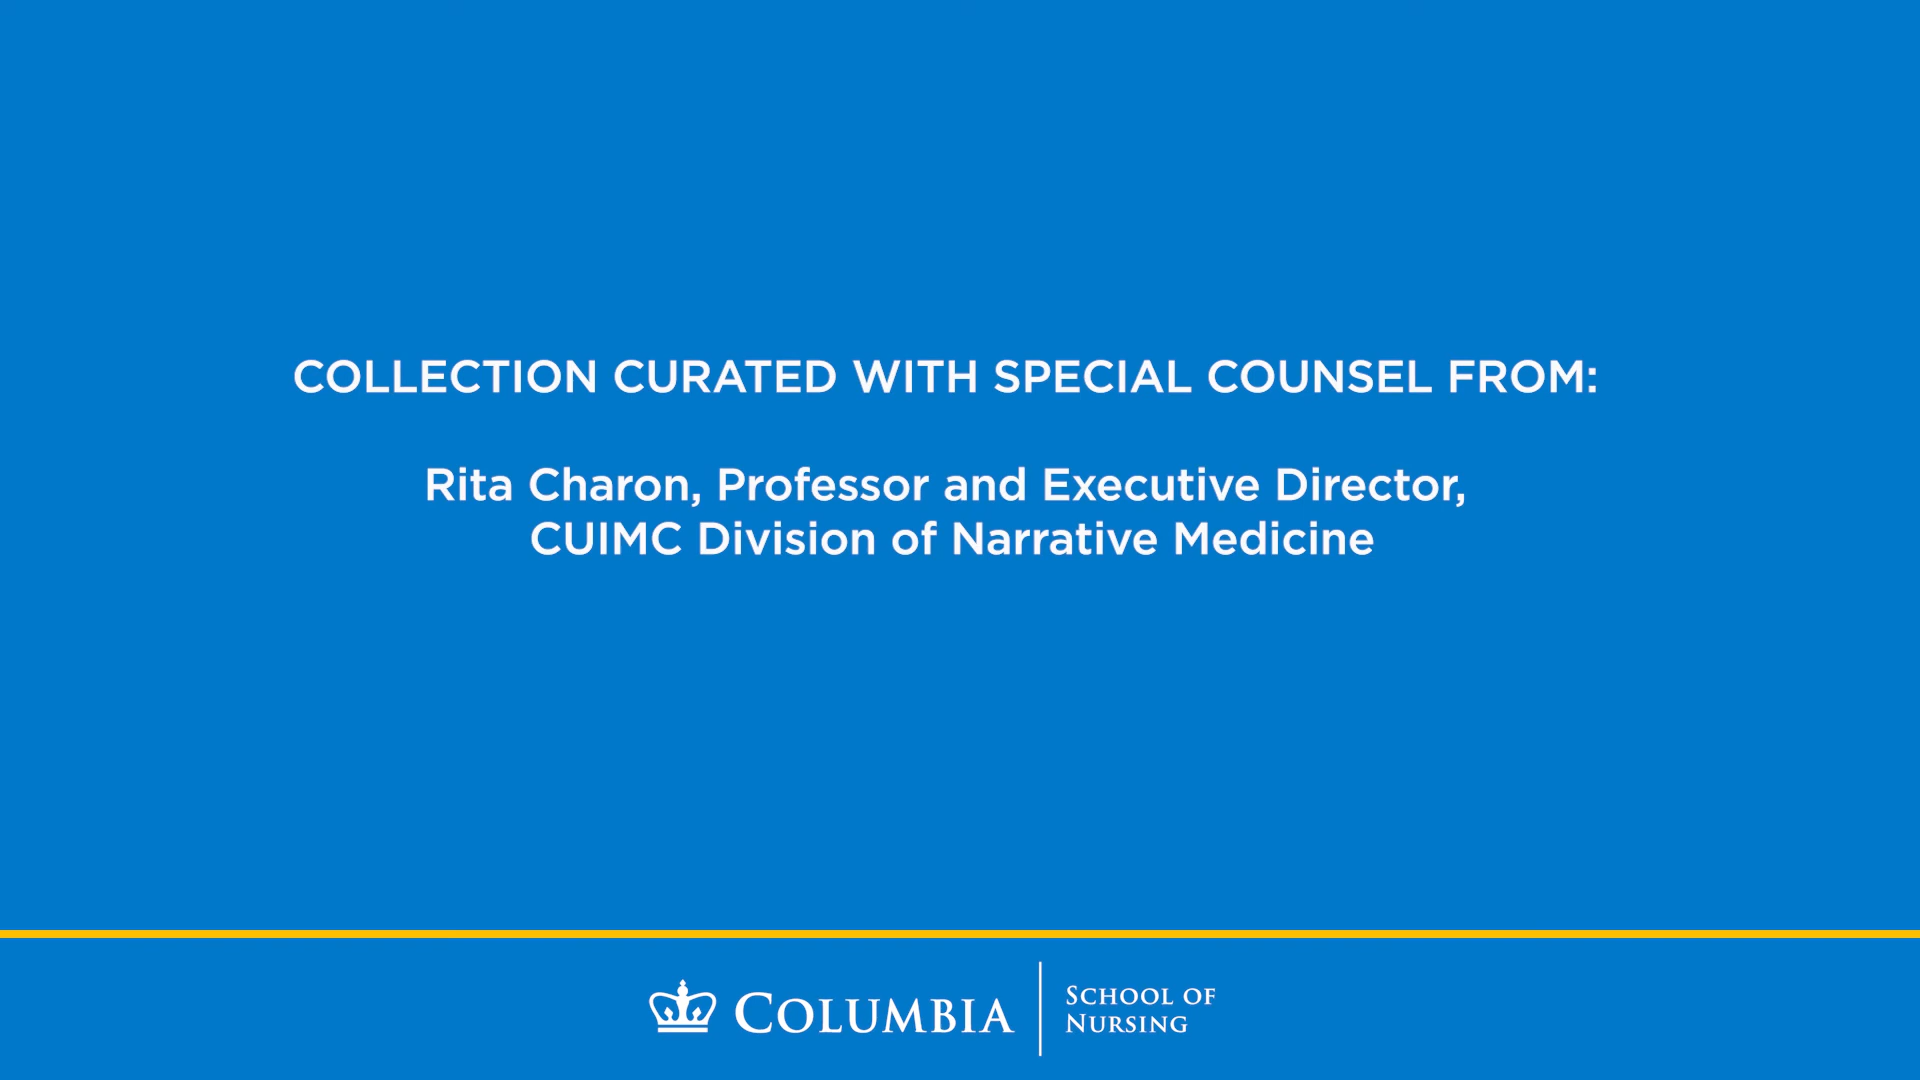 COLLECTION CURATED WITH SPECIAL COUNSEL FROM:
Rita Charon, Professor and Executive Director,
CUIMC Division of Narrative Medicine
COLUMBIA
SCHOOL OF
NURSING